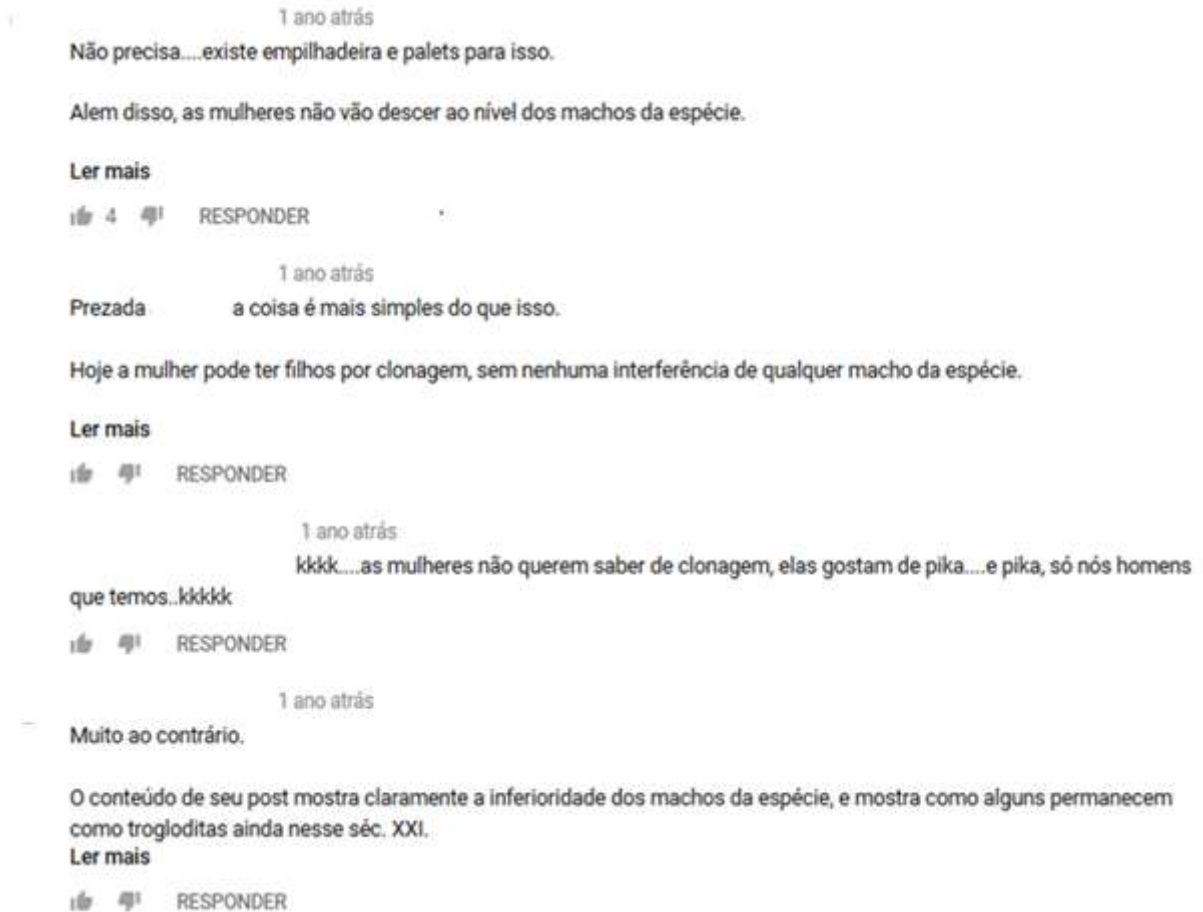 1 ano atrás
Não precisa....existe empilhadeira e palets para isso.
Alem disso, as mulheres não vão descer ao nível dos machos da espécie.
Ler mais
4 RESPONDER
1 ano atrás
Prezada a coisa é mais simples do que isso.
Hoje a mulher pode ter filhos por clonagem, sem nenhuma interferência de qualquer macho da espécie.
Ler mais
RESPONDER
1 ano atrás
kkkk....as mulheres não querem saber de clonagem, elas gostam de pika....e pika, só nós homens
que temos..kkkkk
RESPONDER
1 ano atrás
Muito ao contrário.
O conteúdo de seu post mostra claramente a inferioridade dos machos da espécie, e mostra como alguns permanecem
como trogloditas ainda nesse séc. XXI.
Ler mais
RESPONDER